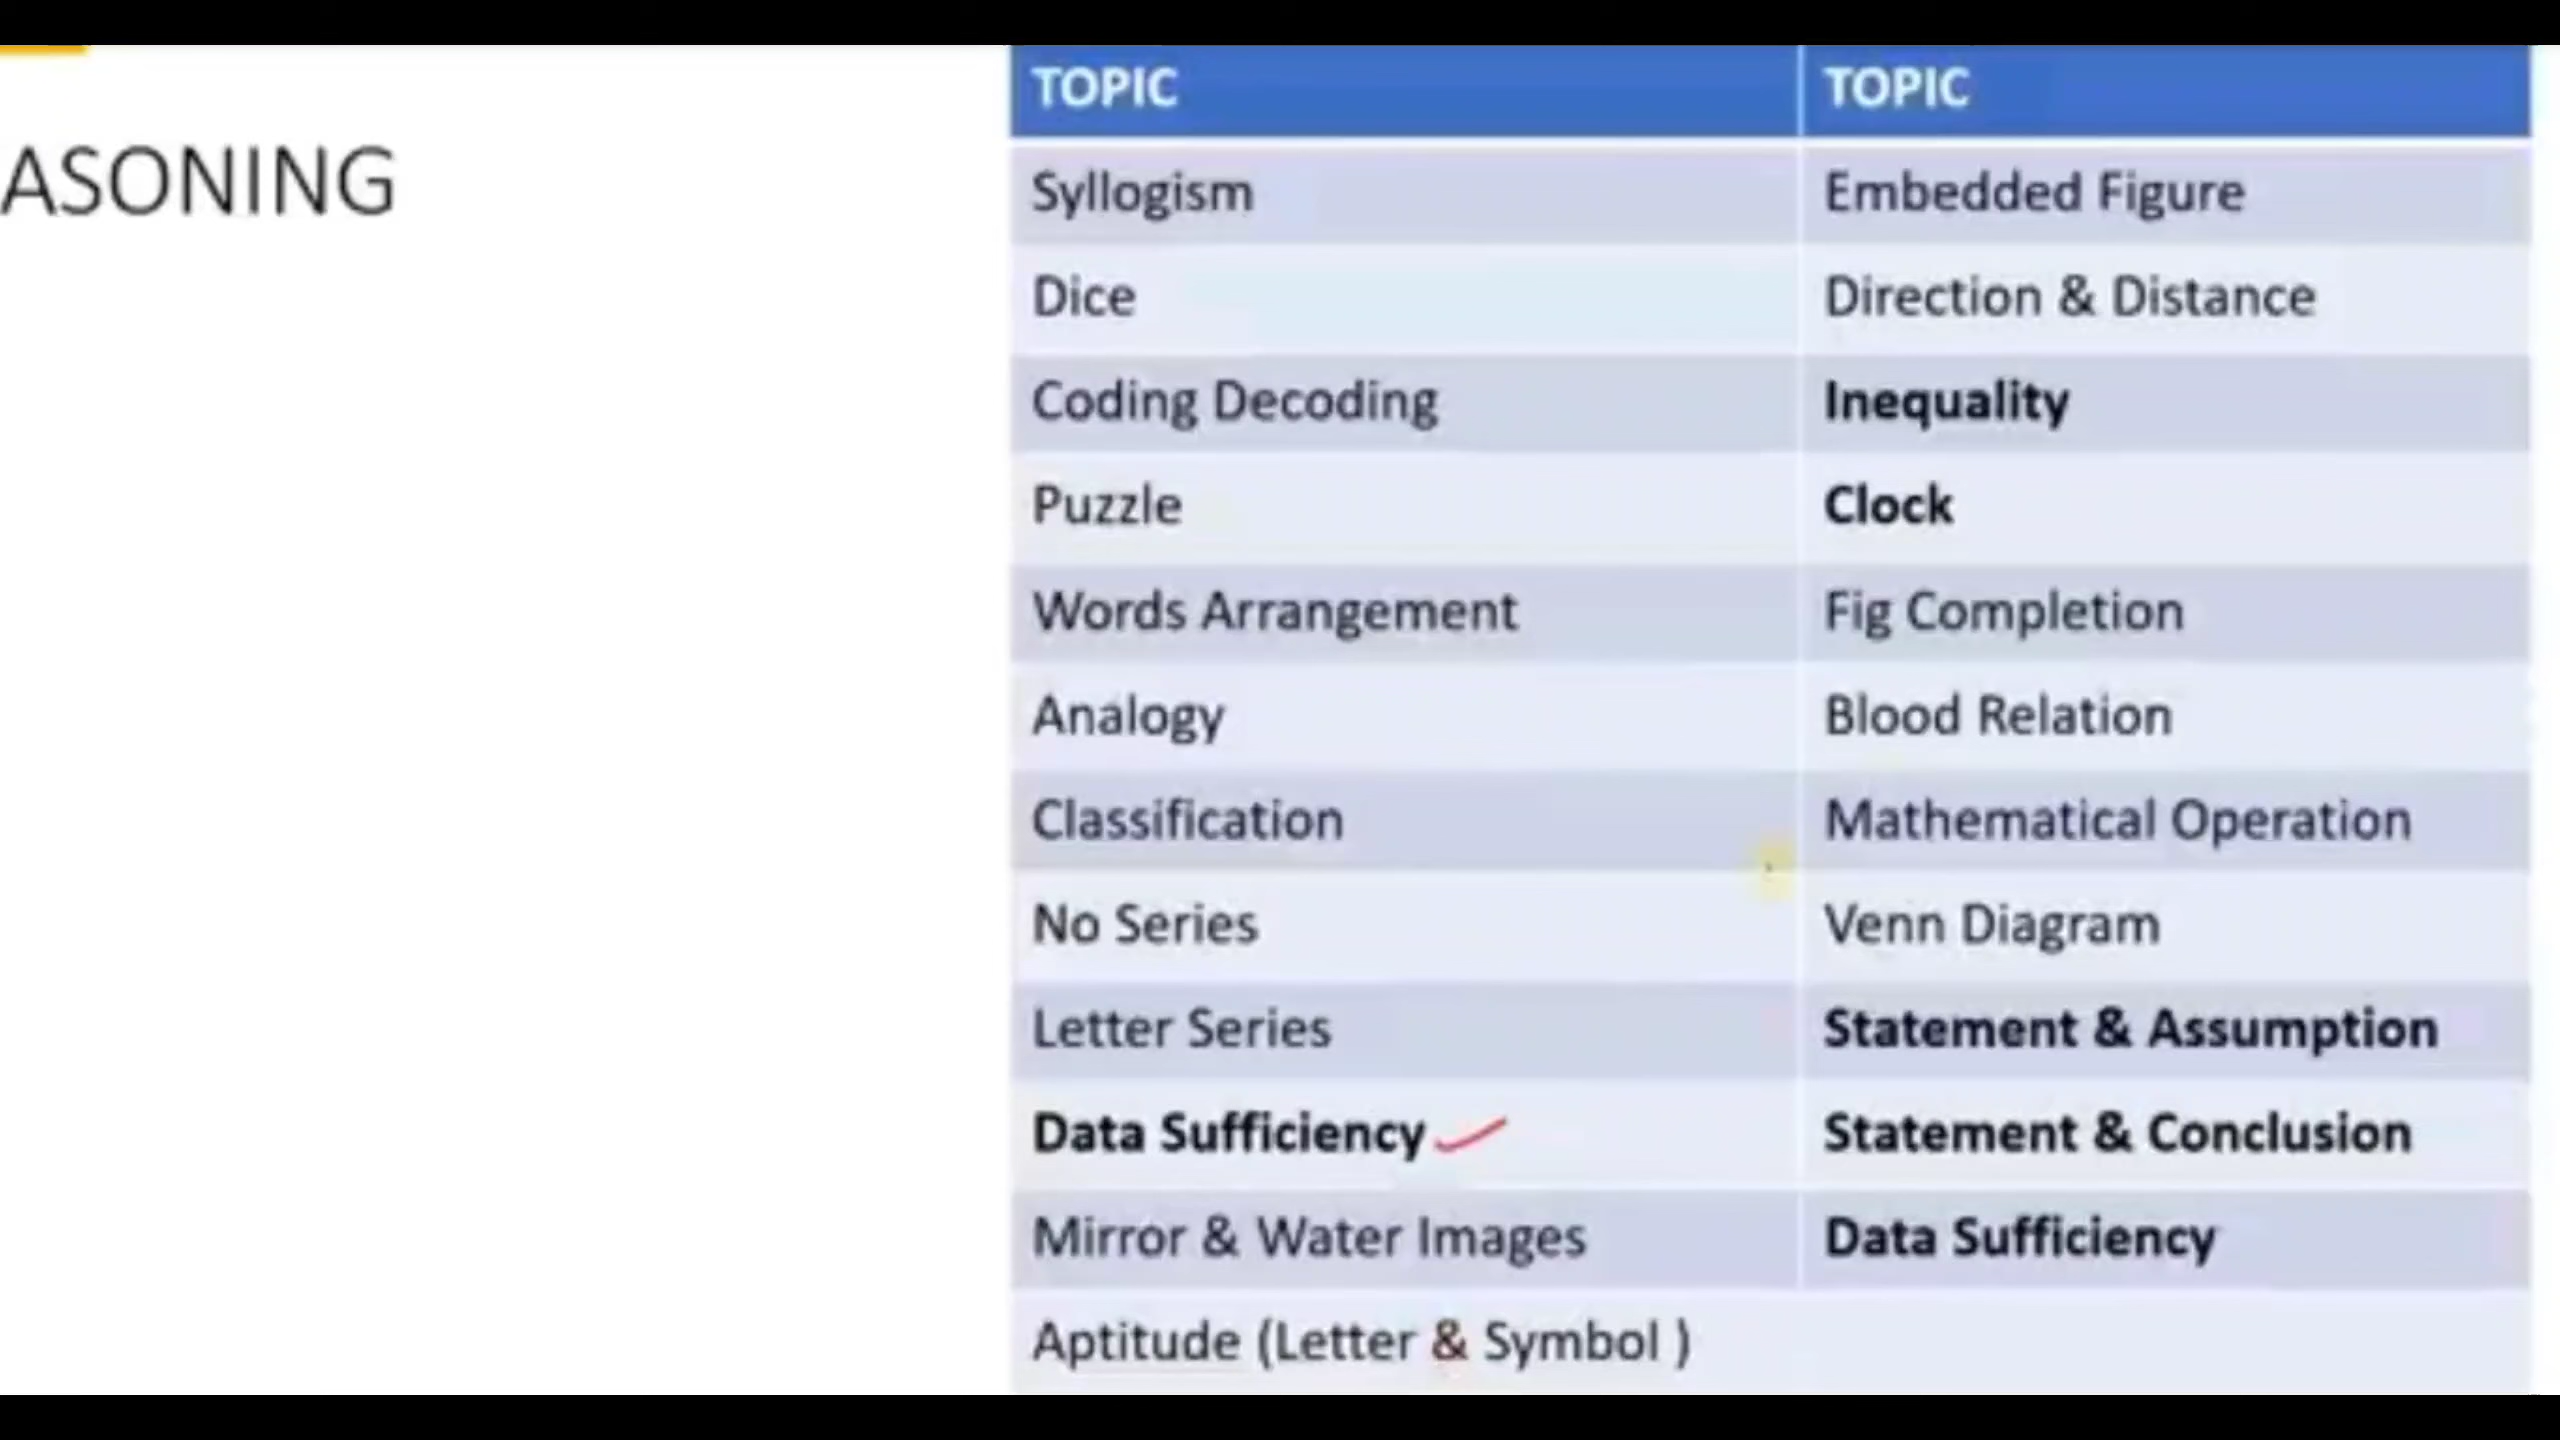 ASONING
TOPIC TOPIC
Syllogism Embedded Figure
Dice Direction & Distance
Coding Decoding Inequality
Puzzle Clock
Words Arrangement Fig Completion
Analogy Blood Relation
Classification Mathematical Operation
No Series Venn Diagram
Letter Series Statement & Assumption
Data Sufficiency Statement & Conclusion
Mirror & Water Images Data Sufficiency
Aptitude (Letter & Symbol )